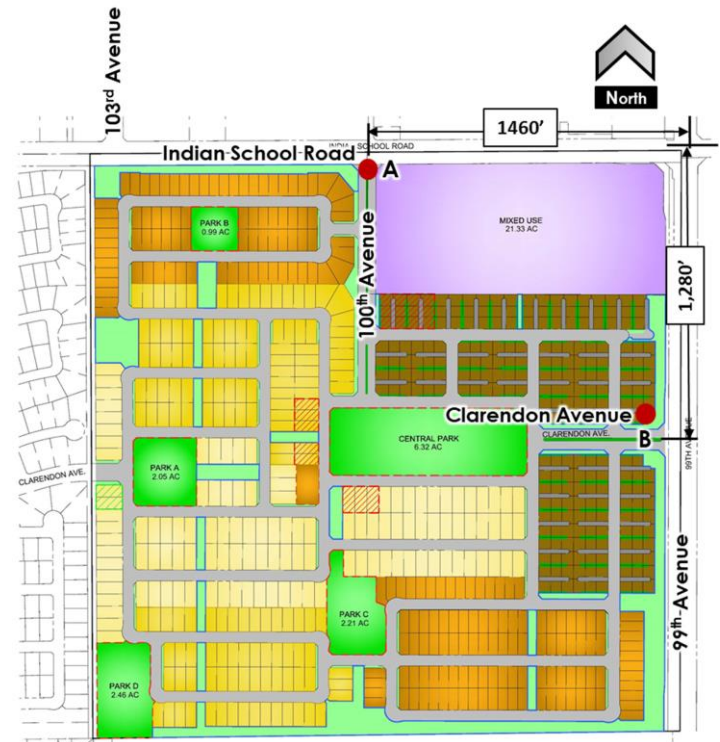 103rd Avenue
North
1460'
SCHOOL ROAD
Indian School Road
A
PARK B
0.99 AC
MIXED USE
21.33 AC
100th Avenue
1,280'
Clarendon Avenue
CENTRAL PARK
6.32 AC
CLARENDON AVE.
B
99TH AVENUE
PARK A
2.05 AC
CLARENDON AVE.
99th Avenue
PARK C
2.21 AC
PARK D
2.46 AC